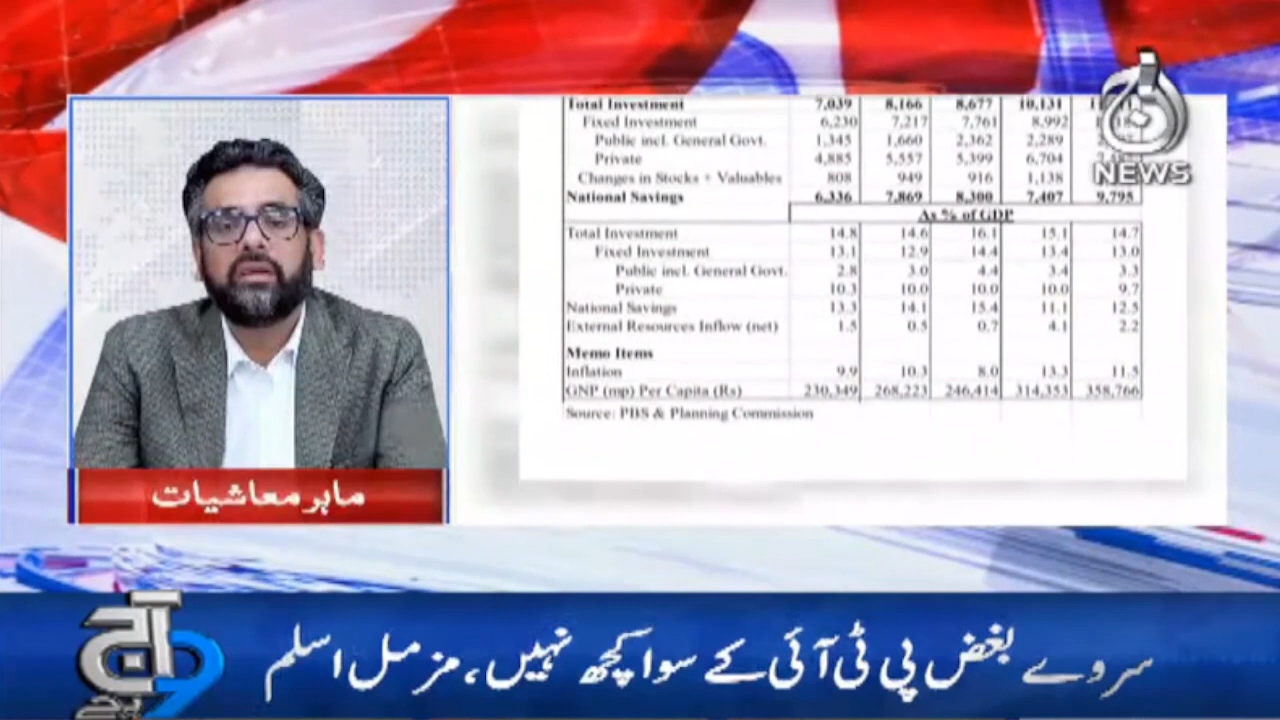 آج
NEWS
Total Investment 7,039 8,166 8,677 10,131
Fixed Investment 6,230 7,217 7,761 8,992
Public incl. General Govt. 1,345 1,660 2,362 2,289
Private 4,885 5,557 5,399 6,704
Changes in Stocks + Valuables 808 949 916 1,138
National Savings 6,336 7,869 8,300 7,407 9,795
As % of GDP
Total Investment 14.8 14.6 16.1 15.1 14.7
Fixed Investment 13.1 12.9 14.4 13.4 13.0
Public incl. General Govt. 2.8 3.0 4.4 3.4 3.3
Private 10.3 10.0 10.0 10.0 9.7
National Savings 13.3 14.1 15.4 11.1 12.5
External Resources Inflow (net) 1.5 0.5 0.7 4.1 2.2
Memo Items
Inflation 9.9 10.3 8.0 13.3 11.5
GNP (mp) Per Capita (Rs) 230,349 268,223 246,414 314,353 358,766
Source: PBS & Planning Commission
ماہر معاشیات
سروے بغض پی ٹی آئی کے سوا کچھ نہیں، مزمل اسلم
آج
9
بجے